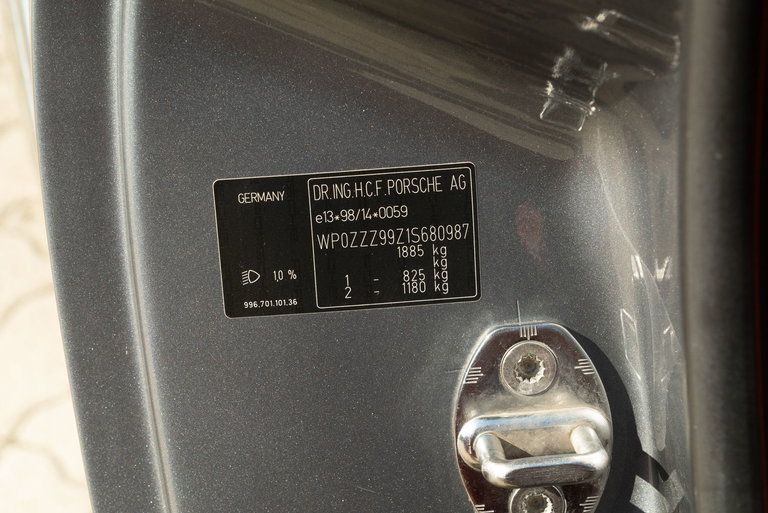 GERMANY
DR.ING.H.C.F.PORSCHE AG
e13*98/14*0059
WP0ZZZ99Z1S680987
1885 kg
kg
1 - 825 kg
2 - 1180 kg
1,0 %
996.701.101.36